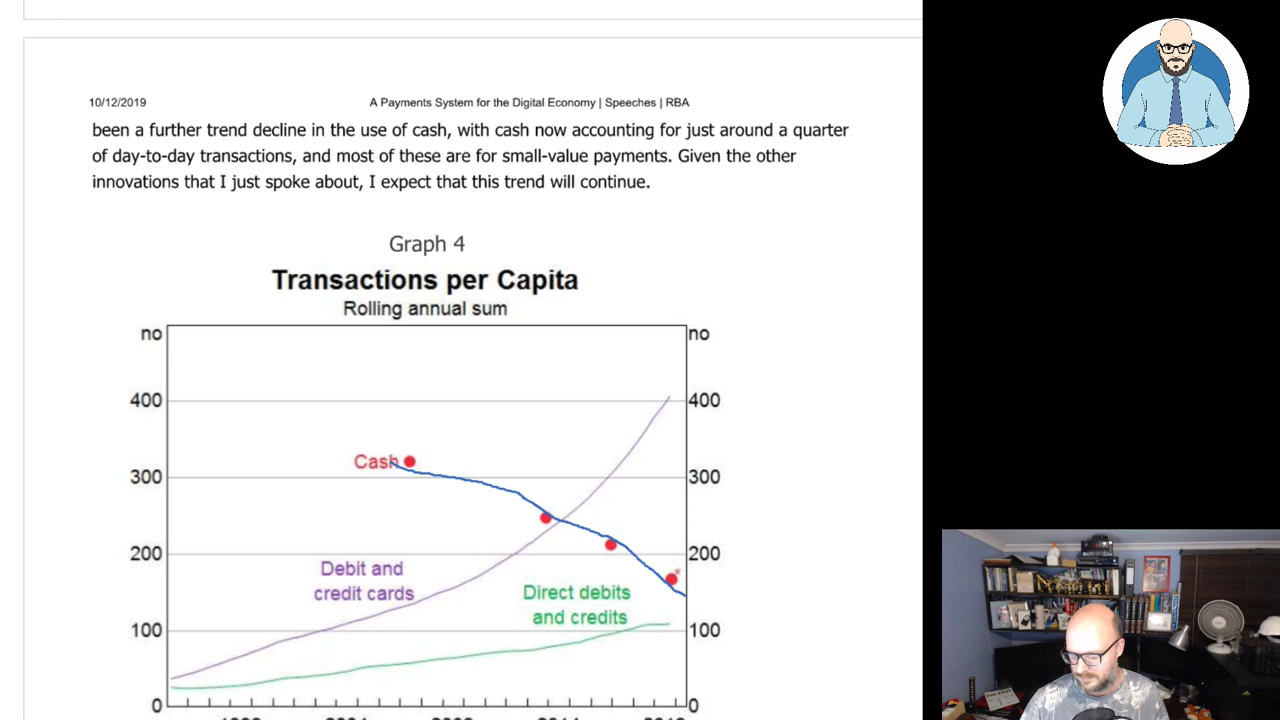 10/12/2019 A Payments System for the Digital Economy | Speeches | RBA
been a further trend decline in the use of cash, with cash now accounting for just around a quarter
of day-to-day transactions, and most of these are for small-value payments. Given the other
innovations that I just spoke about, I expect that this trend will continue.
Graph 4
Transactions per Capita
Rolling annual sum
no no
400 400
Cash
300 300
200 200
Debit and
credit cards
Direct debits
and credits
100 100
0 0
2014